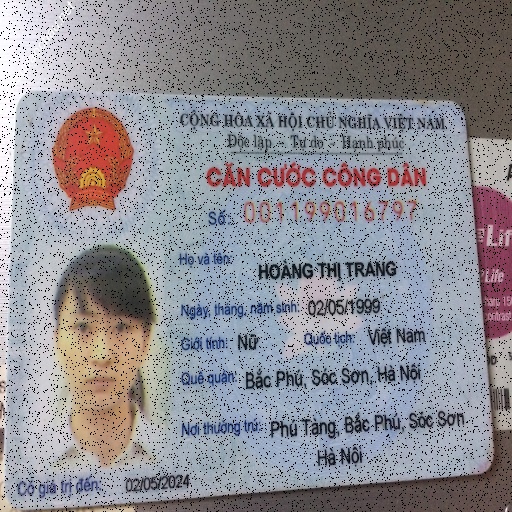 CỘNG HÒA XÃ HỘI CHỦ NGHĨA VIỆT NAM
Độc lập - Tự do - Hạnh phúc
CĂN CƯỚC CÔNG DÂN
Số: 001199016797
Họ và tên:
HOÀNG THỊ TRANG
Ngày, tháng, năm sinh: 02/05/1999
Giới tính: Nữ Quốc tịch: Việt Nam
Quê quán: Bắc Phú, Sóc Sơn, Hà Nội
Nơi thường trú: Phú Tàng, Bắc Phú, Sóc Sơn
Hà Nội
Có giá trị đến: 02/05/2024
Life